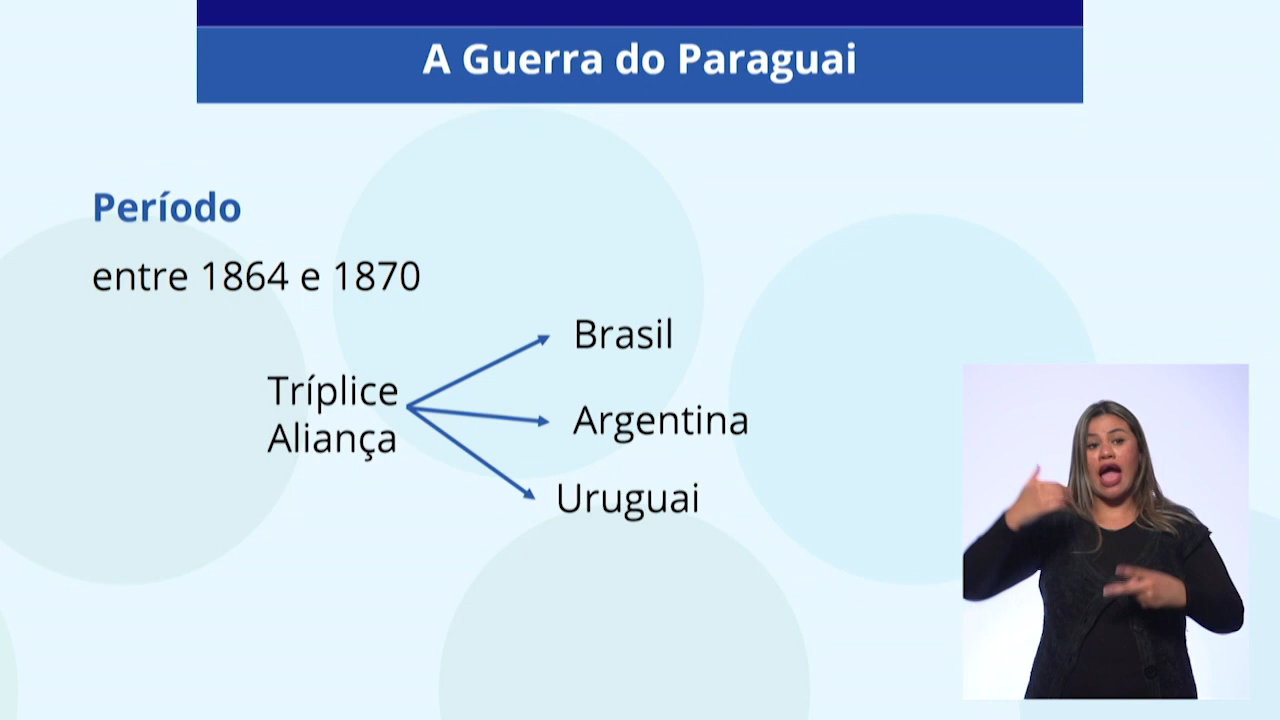 A Guerra do Paraguai
Período
entre 1864 e 1870
Tríplice
Aliança
Brasil
Argentina
Uruguai